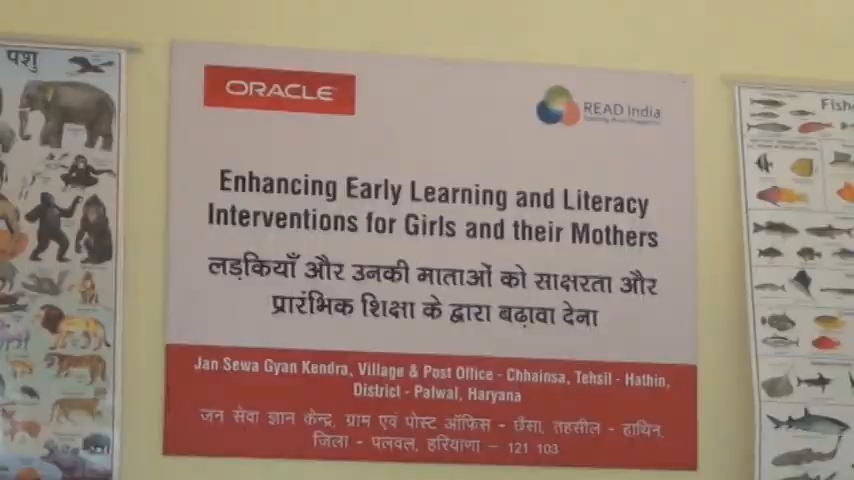 पशु
ORACLE
READ India
Enhancing Early Learning and Literacy
Interventions for Girls and their Mothers
लड़कियाँ और उनकी माताओं को साक्षरता और
प्रारंभिक शिक्षा के द्वारा बढ़ावा देना
Jan Sewa Gyan Kendra, Village & Post Office - Chhainsa, Tehsil - Hathin,
District - Palwal, Haryana
जन सेवा ज्ञान केन्द्र, ग्राम एवं पोस्ट ऑफिस - छैंसा, तहसील - हाथिन,
जिला - पलवल, हरियाणा - 121 103
Fishe